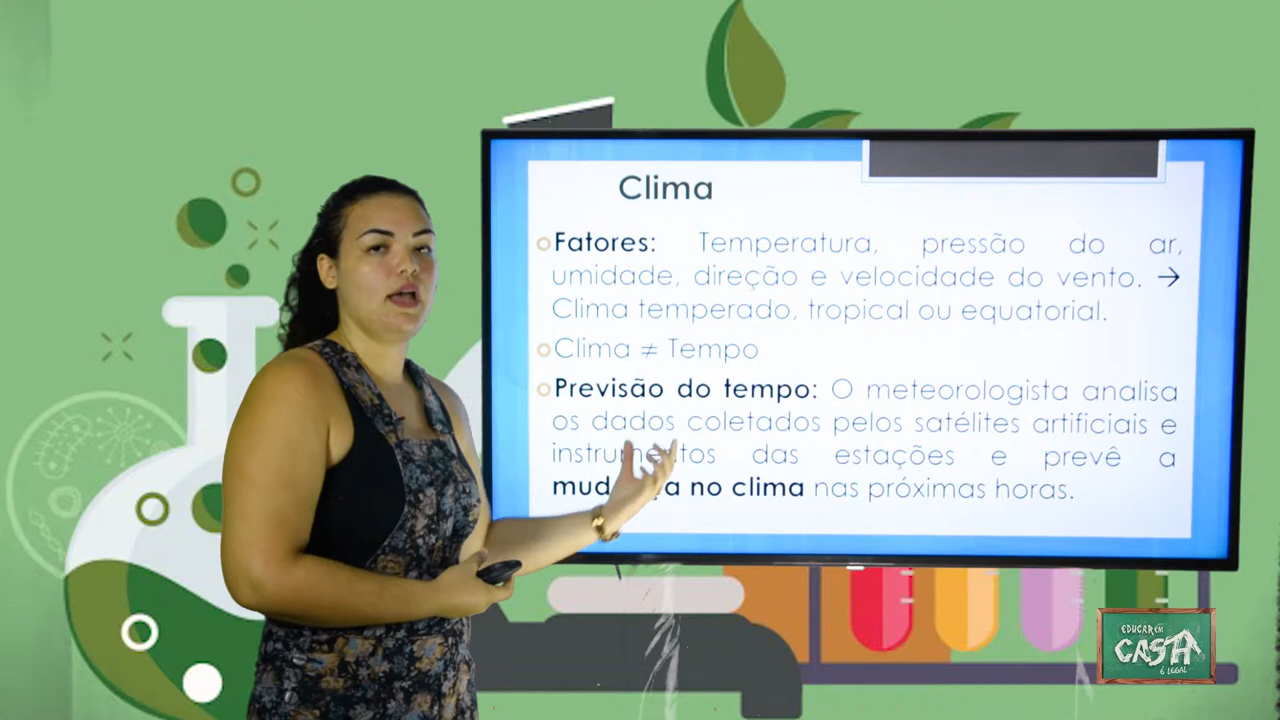 Clima
Fatores: Temperatura, pressão do ar,
umidade, direção e velocidade do vento. →
Clima temperado, tropical ou equatorial.
Clima ≠ Tempo
Previsão do tempo: O meteorologista analisa
os dados coletados pelos satélites artificiais e
das estações e prevê a
no clima nas próximas horas.
EDUCAR EM
CASA
É LEGAL